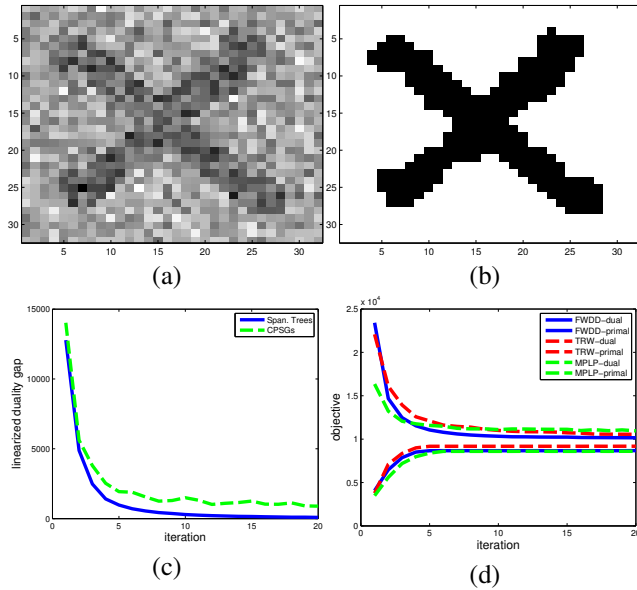 5
10
15
20
25
30
5 10 15 20 25 30
(a)
5
10
15
20
25
30
5 10 15 20 25 30
(b)
15000
10000
5000
0
0 5 10 15 20
linearized duality gap
iteration
Span. Trees
CPSGs
(c)
x 10^4
2.5
2
1.5
1
0.5
0
0 5 10 15 20
objective
iteration
FWDD-dual
FWDD-primal
TRW-dual
TRW-primal
MPLP-dual
MPLP-primal
(d)